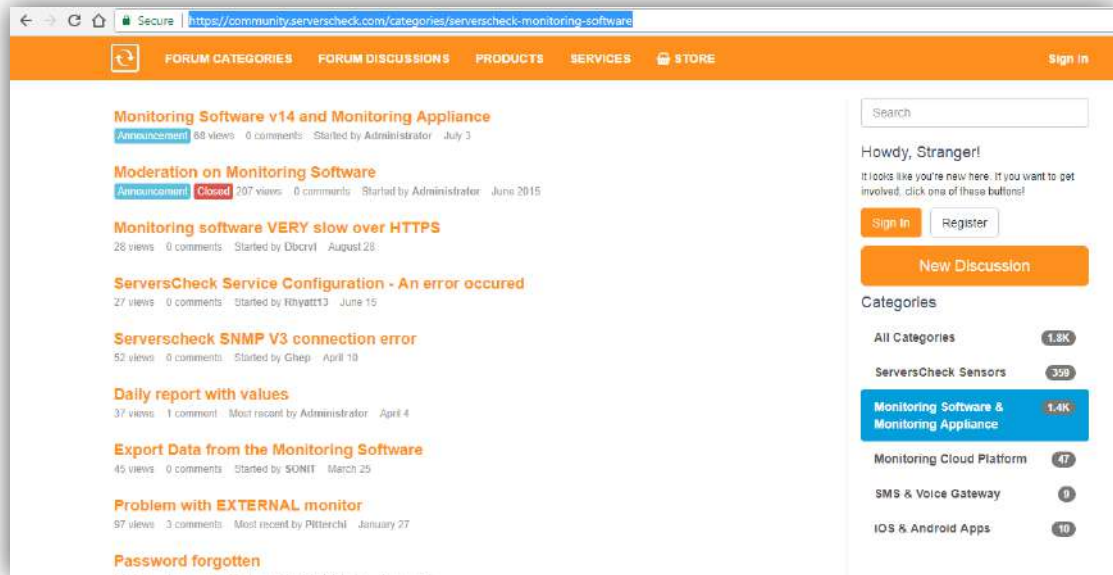 Secure https://community.serverscheck.com/categories/serverscheck-monitoring-software
FORUM CATEGORIES FORUM DISCUSSIONS PRODUCTS SERVICES STORE Sign In
Monitoring Software v14 and Monitoring Appliance
Announcement 68 views 0 comments Started by Administrator July 3
Moderation on Monitoring Software
Announcement Closed 207 views 0 comments Started by Administrator June 2015
Monitoring software VERY slow over HTTPS
28 views 0 comments Started by Dbcrvl August 28
ServersCheck Service Configuration - An error occured
27 views 0 comments Started by Rhyatt13 June 15
Serverscheck SNMP V3 connection error
52 views 0 comments Started by Ghep April 10
Daily report with values
37 views 1 comment Most recent by Administrator April 4
Export Data from the Monitoring Software
45 views 0 comments Started by SONIT March 25
Problem with EXTERNAL monitor
97 views 3 comments Most recent by Pitterchi January 27
Password forgotten
Search
Howdy, Stranger!
It looks like you're new here. If you want to get
involved, click one of these buttons!
Sign In Register
New Discussion
Categories
All Categories 1.8K
ServersCheck Sensors 359
Monitoring Software & 1.4K
Monitoring Appliance
Monitoring Cloud Platform 47
SMS & Voice Gateway 9
IOS & Android Apps 10